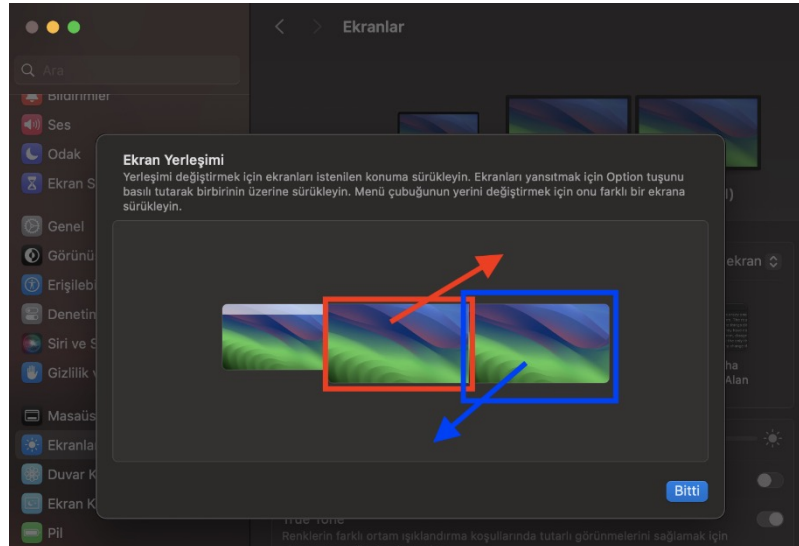 Ekranlar
Ara
Bildirimler
Ses
Odak
Ekran S
Genel
Görünü
Erişilebi
Denetin
Siri ve S
Gizlilik v
Masaüs
Ekranla
Duvar K
Ekran K
Pil
Ekran Yerleşimi
Yerleşimi değiştirmek için ekranları istenilen konuma sürükleyin. Ekranları yansıtmak için Option tuşunu
basılı tutarak birbirinin üzerine sürükleyin. Menü çubuğunun yerini değiştirmek için onu farklı bir ekrana
sürükleyin.
Bitti
ekran
ha
Alan
True Tone
Renklerin farklı ortam ışıklandırma koşullarında tutarlı görünmelerini sağlamak için